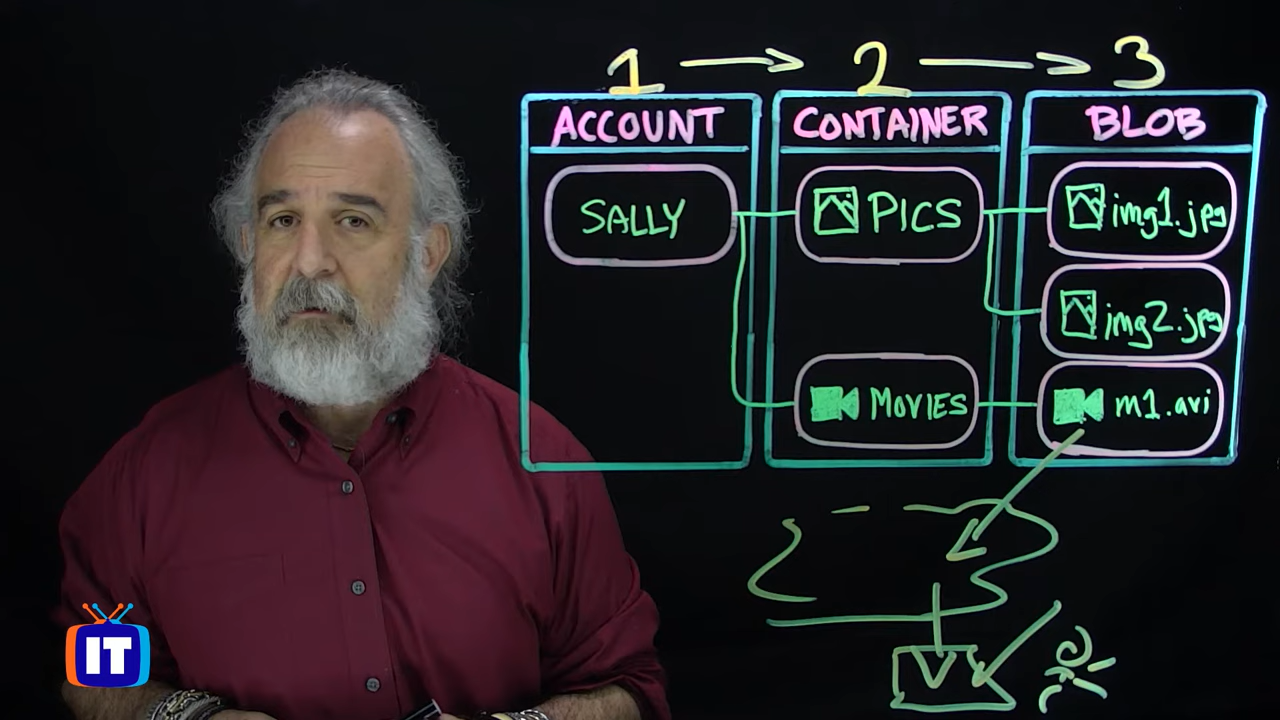 1 → 2 → 3
ACCOUNT CONTAINER BLOB
SALLY PICS img1.jpg
img2.jpg
MOVIES m1.avi
V
IT